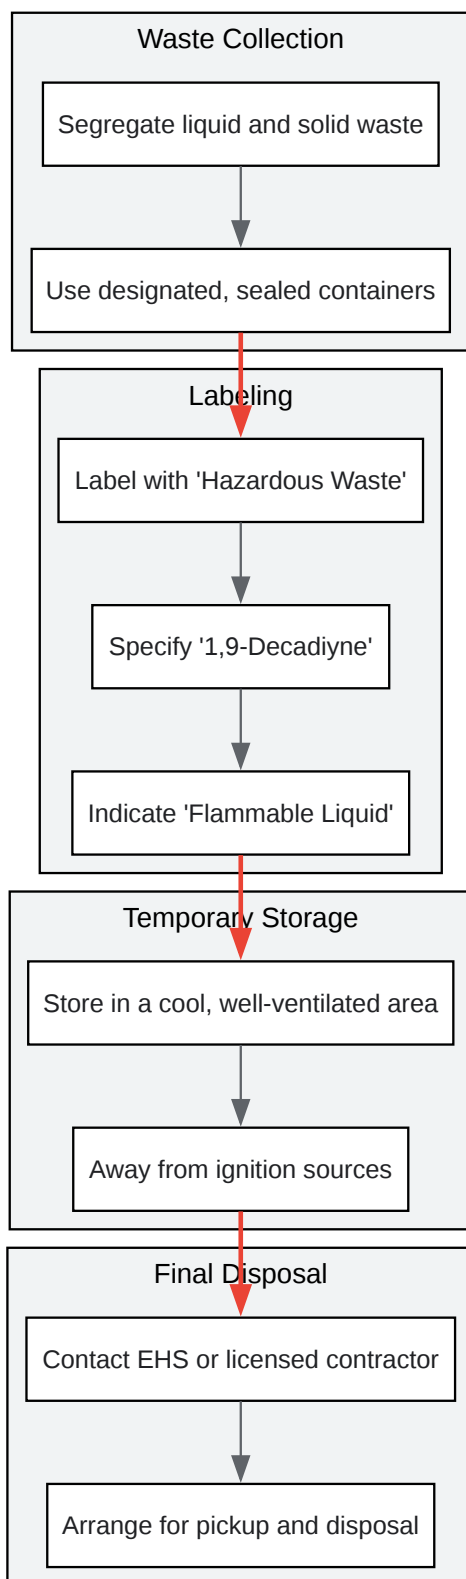 Waste Collection
Segregate liquid and solid waste
Use designated, sealed containers
Labeling
Label with 'Hazardous Waste'
Specify '1,9-Decadiyne'
Indicate 'Flammable Liquid'
Temporary Storage
Store in a cool, well-ventilated area
Away from ignition sources
Final Disposal
Contact EHS or licensed contractor
Arrange for pickup and disposal